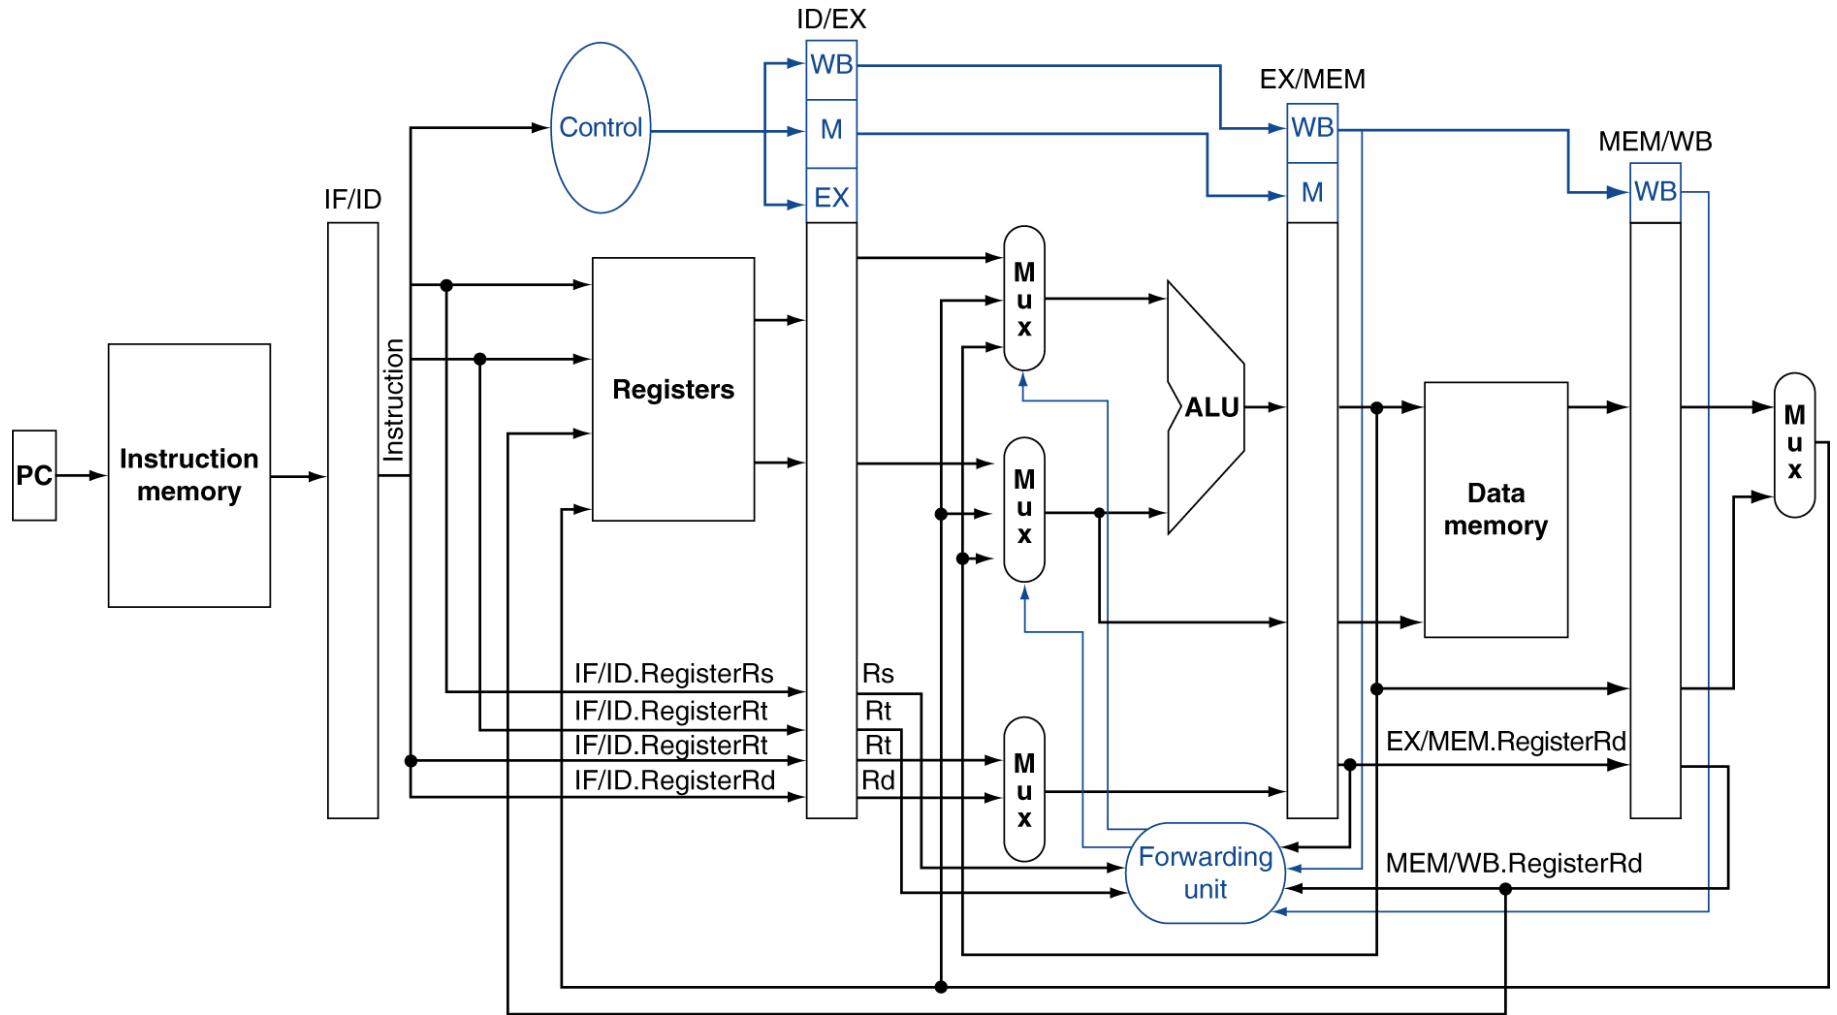 ID/EX
WB
EX/MEM
Control
M
WB
MEM/WB
EX
M
WB
IF/ID
M
u
x
Instruction
Registers
ALU
M
u
x
PC
Instruction
memory
M
u
x
Data
memory
IF/ID.RegisterRs
Rs
IF/ID.RegisterRt
Rt
IF/ID.RegisterRt
Rt
IF/ID.RegisterRd
Rd
M
u
x
EX/MEM.RegisterRd
Forwarding
unit
MEM/WB.RegisterRd